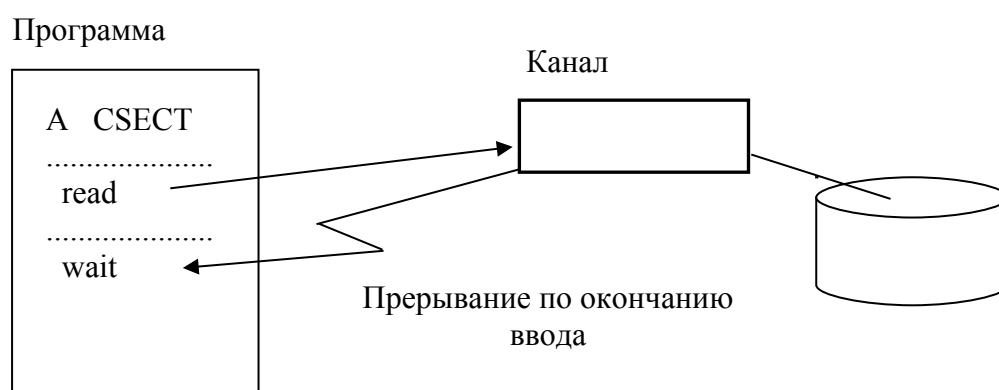 Программа
Канал
A CSECT
.....................
read
.....................
wait
Прерывание по окончанию
ввода